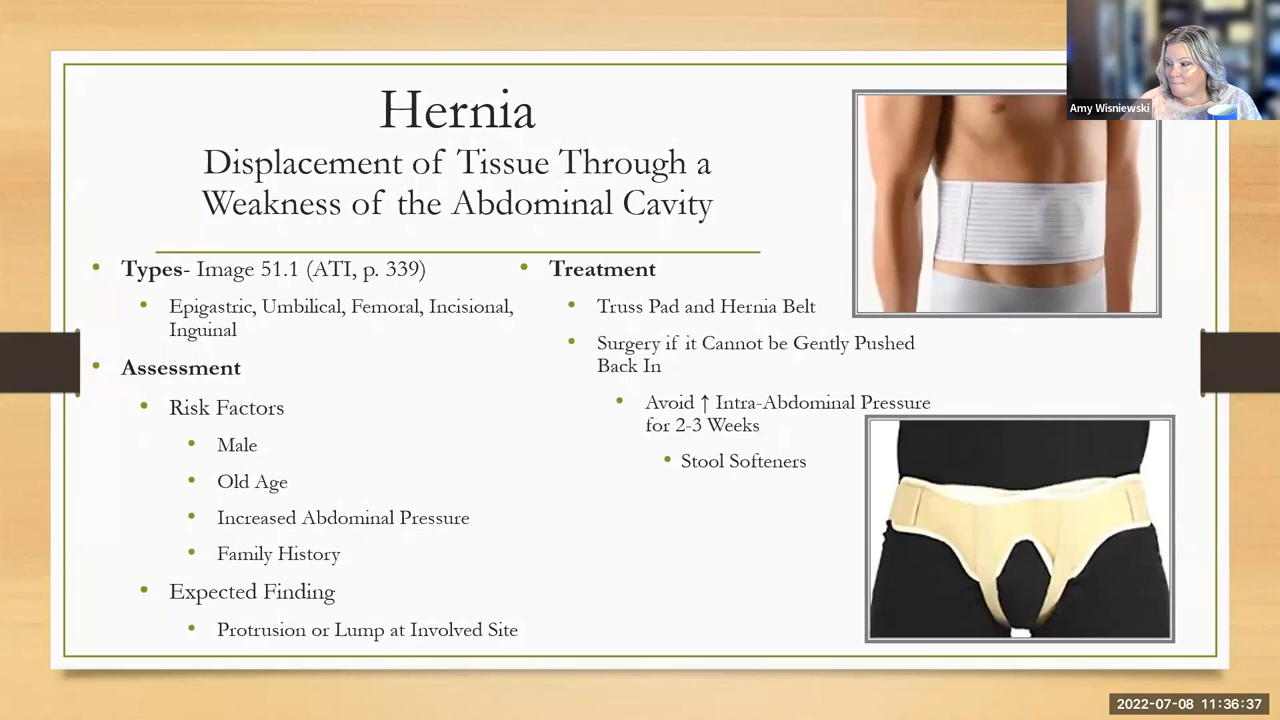 Hernia
Displacement of Tissue Through a
Weakness of the Abdominal Cavity
• Types- Image 51.1 (ATI, p. 339)
• Epigastric, Umbilical, Femoral, Incisional,
Inguinal
• Assessment
• Risk Factors
• Male
• Old Age
• Increased Abdominal Pressure
• Family History
• Expected Finding
• Protrusion or Lump at Involved Site
• Treatment
• Truss Pad and Hernia Belt
• Surgery if it Cannot be Gently Pushed
Back In
• Avoid ↑ Intra-Abdominal Pressure
for 2-3 Weeks
• Stool Softeners
Amy Wisniewski
2022-07-08 11:36:37